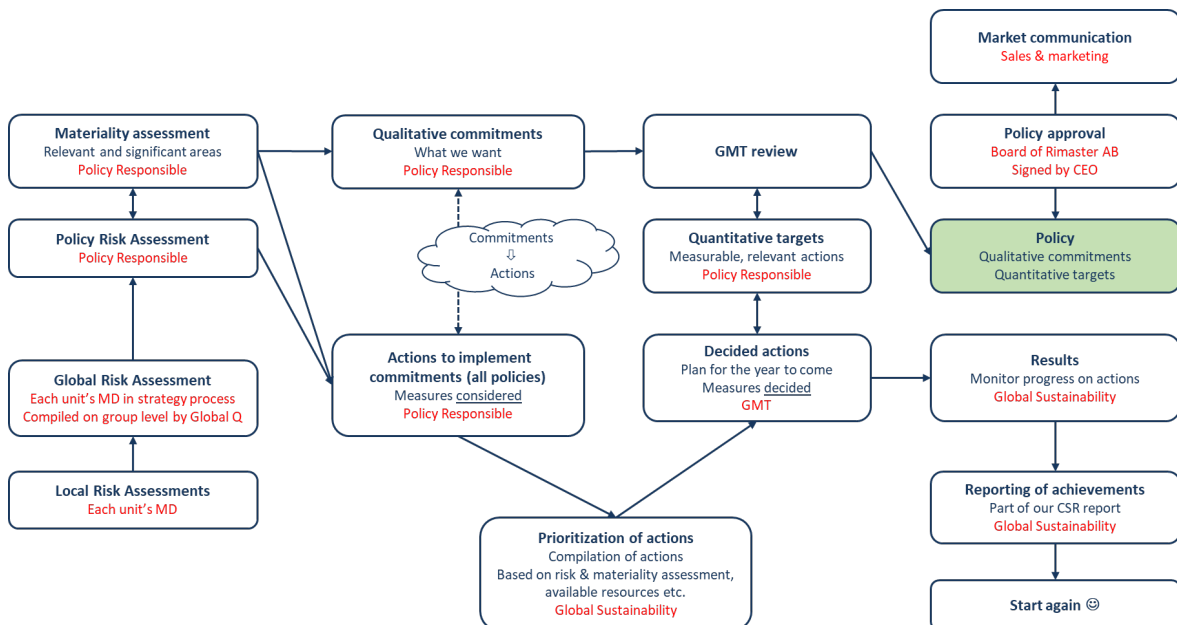 Market communication
Sales & marketing
Materiality assessment
Relevant and significant areas
Policy Responsible
Qualitative commitments
What we want
Policy Responsible
GMT review
Policy approval
Board of Rimaster AB
Signed by CEO
Policy Risk Assessment
Policy Responsible
Commitments
⇩
Actions
Quantitative targets
Measurable, relevant actions
Policy Responsible
Policy
Qualitative commitments
Quantitative targets
Global Risk Assessment
Each unit's MD in strategy process
Compiled on group level by Global Q
Actions to implement
commitments (all policies)
Measures considered
Policy Responsible
Decided actions
Plan for the year to come
Measures decided
GMT
Results
Monitor progress on actions
Global Sustainability
Local Risk Assessments
Each unit's MD
Reporting of achievements
Part of our CSR report
Global Sustainability
Prioritization of actions
Compilation of actions
Based on risk & materiality assessment,
available resources etc.
Global Sustainability
Start again ☺